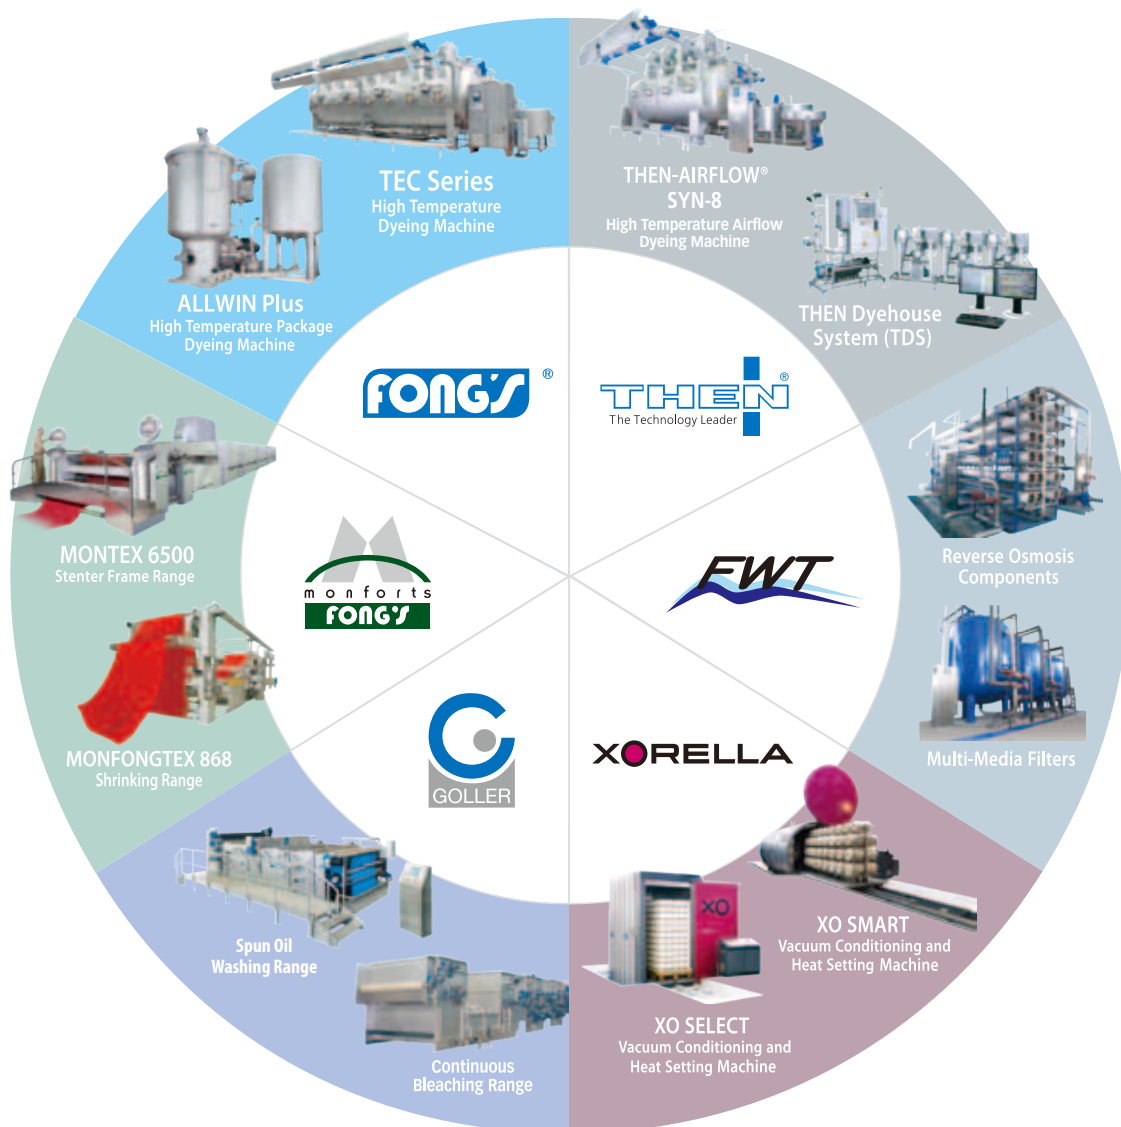 TEC Series
High Temperature
Dyeing Machine
ALLWIN Plus
High Temperature Package
Dyeing Machine
THEN-AIRFLOW®
SYN-8
High Temperature Airflow
Dyeing Machine
THEN Dyehouse
System (TDS)
FONG'S ®
THEN ®
The Technology Leader
MONTEX 6500
Stenter Frame Range
MONFONGTEX 868
Shrinking Range
monforts
FONG'S
FWT
Reverse Osmosis
Components
Multi-Media Filters
GOLLER
XORELLA
Spun Oil
Washing Range
Continuous
Bleaching Range
XO
XO SMART
Vacuum Conditioning and
Heat Setting Machine
XO SELECT
Vacuum Conditioning and
Heat Setting Machine